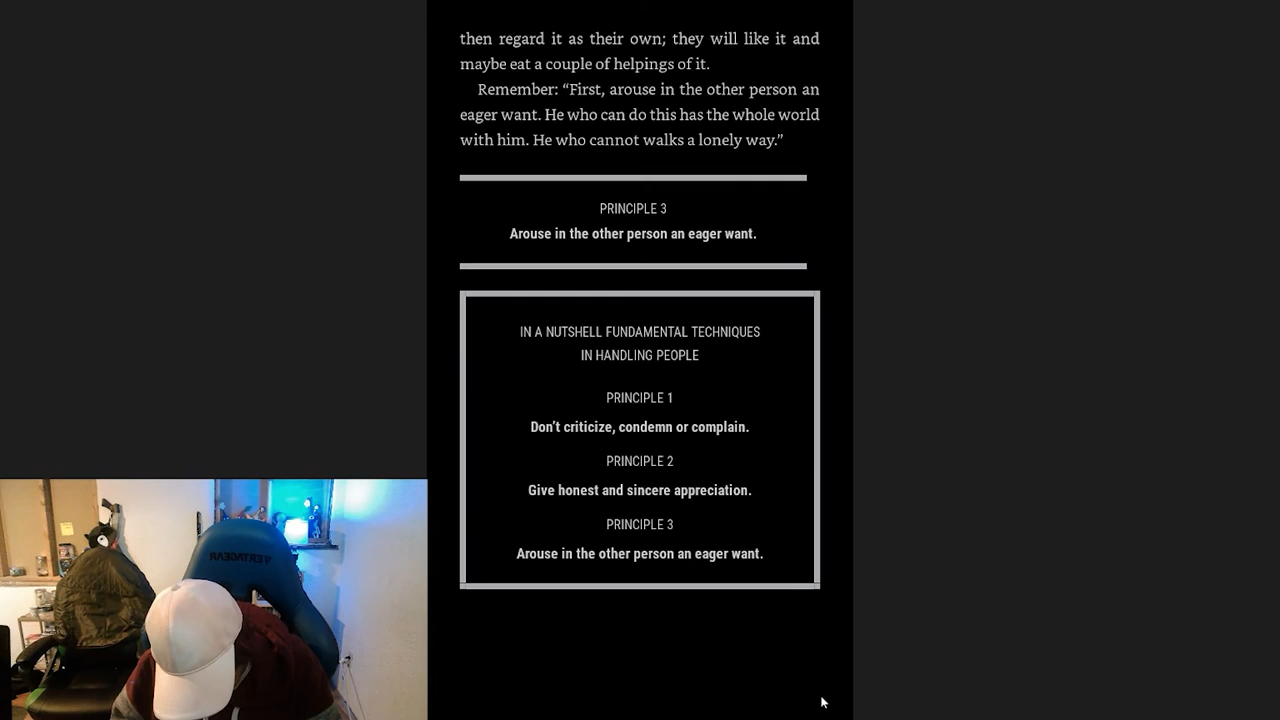 then regard it as their own; they will like it and
maybe eat a couple of helpings of it.
Remember: “First, arouse in the other person an
eager want. He who can do this has the whole world
with him. He who cannot walks a lonely way.”
PRINCIPLE 3
Arouse in the other person an eager want.
IN A NUTSHELL FUNDAMENTAL TECHNIQUES
IN HANDLING PEOPLE
PRINCIPLE 1
Don’t criticize, condemn or complain.
PRINCIPLE 2
Give honest and sincere appreciation.
PRINCIPLE 3
Arouse in the other person an eager want.
VERTAGEAR